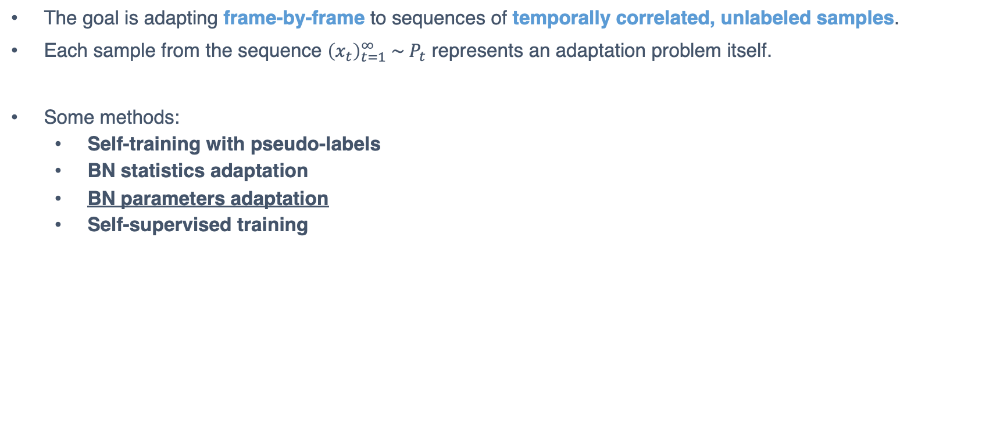 • The goal is adapting frame-by-frame to sequences of temporally correlated, unlabeled samples.
• Each sample from the sequence $(x_t)_{t=1}^{\infty} \sim P_t$ represents an adaptation problem itself.
• Some methods:
• Self-training with pseudo-labels
• BN statistics adaptation
• BN parameters adaptation
• Self-supervised training